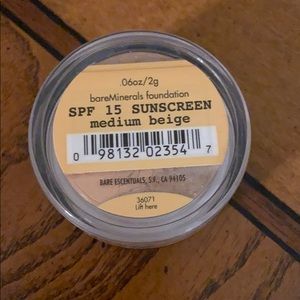 .06oz/2g
bareMinerals foundation
SPF 15 SUNSCREEN
medium beige
0 98132 02354 7
BARE ESCENTUALS, S.F., CA 94105
36071
Lift here